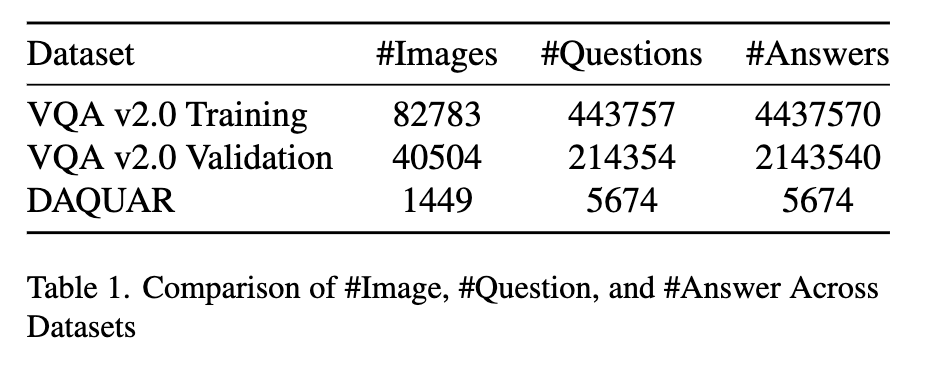 Dataset #Images #Questions #Answers
VQA v2.0 Training 82783 443757 4437570
VQA v2.0 Validation 40504 214354 2143540
DAQUAR 1449 5674 5674
Table 1. Comparison of #Image, #Question, and #Answer Across
Datasets